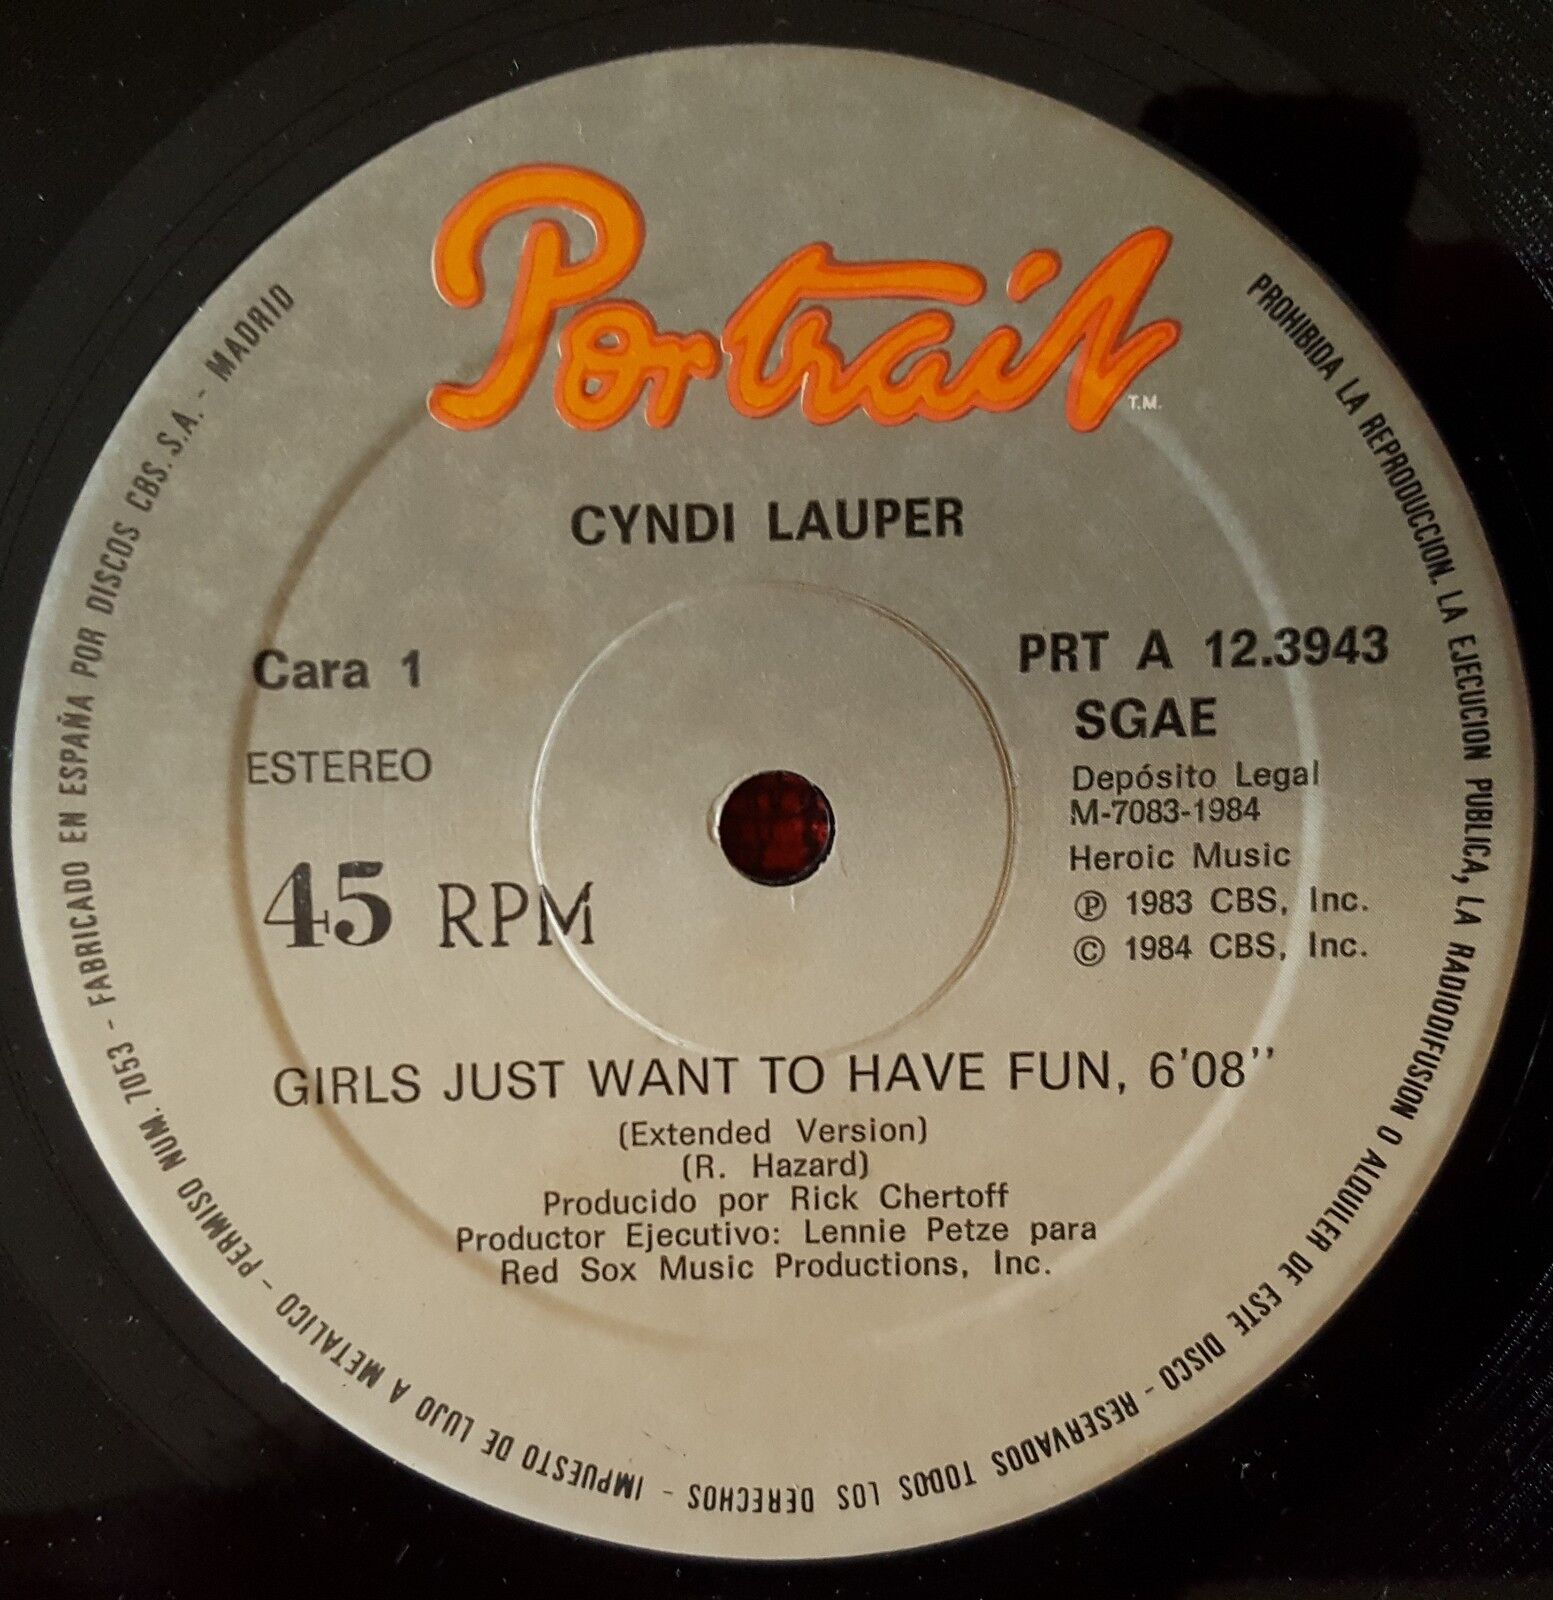 Portrait
T.M.
CYNDI LAUPER
Cara 1
ESTEREO
45 RPM
PRT A 12.3943
SGAE
Depósito Legal
M-7083-1984
Heroic Music
Ⓟ 1983 CBS, Inc.
© 1984 CBS, Inc.
GIRLS JUST WANT TO HAVE FUN, 6'08''
(Extended Version)
(R. Hazard)
Producido por Rick Chertoff
Productor Ejecutivo: Lennie Petze para
Red Sox Music Productions, Inc.
PROHIBIDA LA REPRODUCCION. LA EJECUCION PUBLICA, LA RADIODIFUSION O ALQUILER DE ESTE DISCO - RESERVADOS TODOS LOS DERECHOS - IMPUESTO DE LUJO A METALICO - PERMISO NUM. 7053 - FABRICADO EN ESPAÑA POR DISCOS CBS. S.A. - MADRID